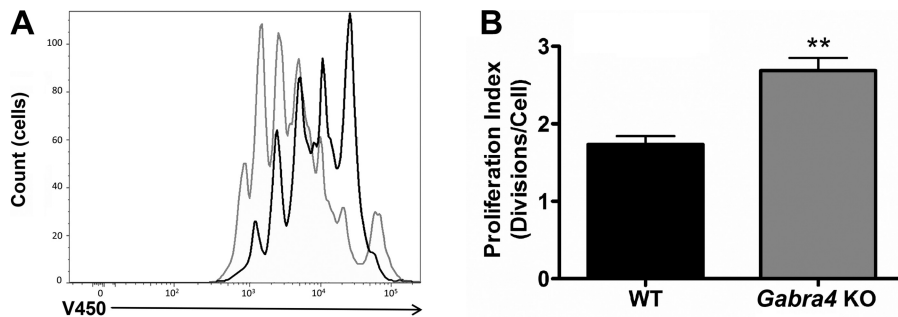 A
Count (cells)
100
80
60
40
20
0
0
10²
10³
10⁴
10⁵
V450
B
Proliferation Index
(Divisions/Cell)
3
2
1
0
**
WT
Gabra4 KO